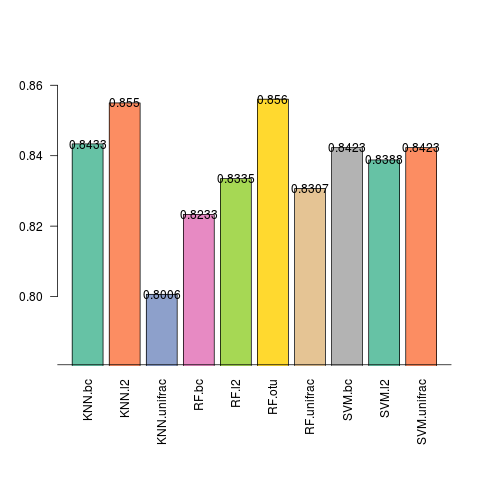 0.86
0.84
0.82
0.80
0.8433
0.855
0.8006
0.8233
0.8335
0.856
0.8307
0.8423
0.8388
0.8423
KNN.bc
KNN.l2
KNN.unifrac
RF.bc
RF.l2
RF.otu
RF.unifrac
SVM.bc
SVM.l2
SVM.unifrac